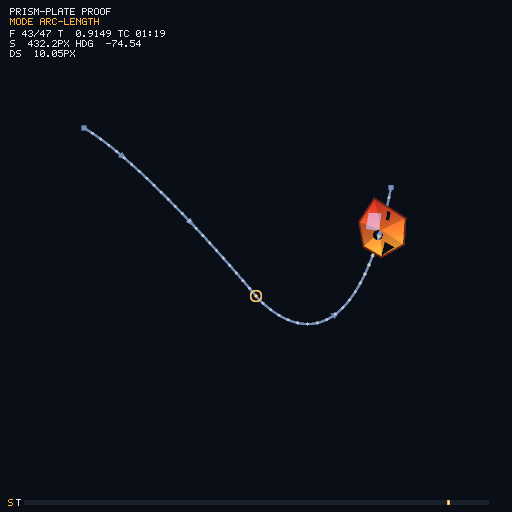 PRISM-PLATE PROOF
MODE ARC-LENGTH
F 43/47 T  0.9149 TC 01:19
S  432.2PX HDG  -74.54
DS  10.05PX
ST